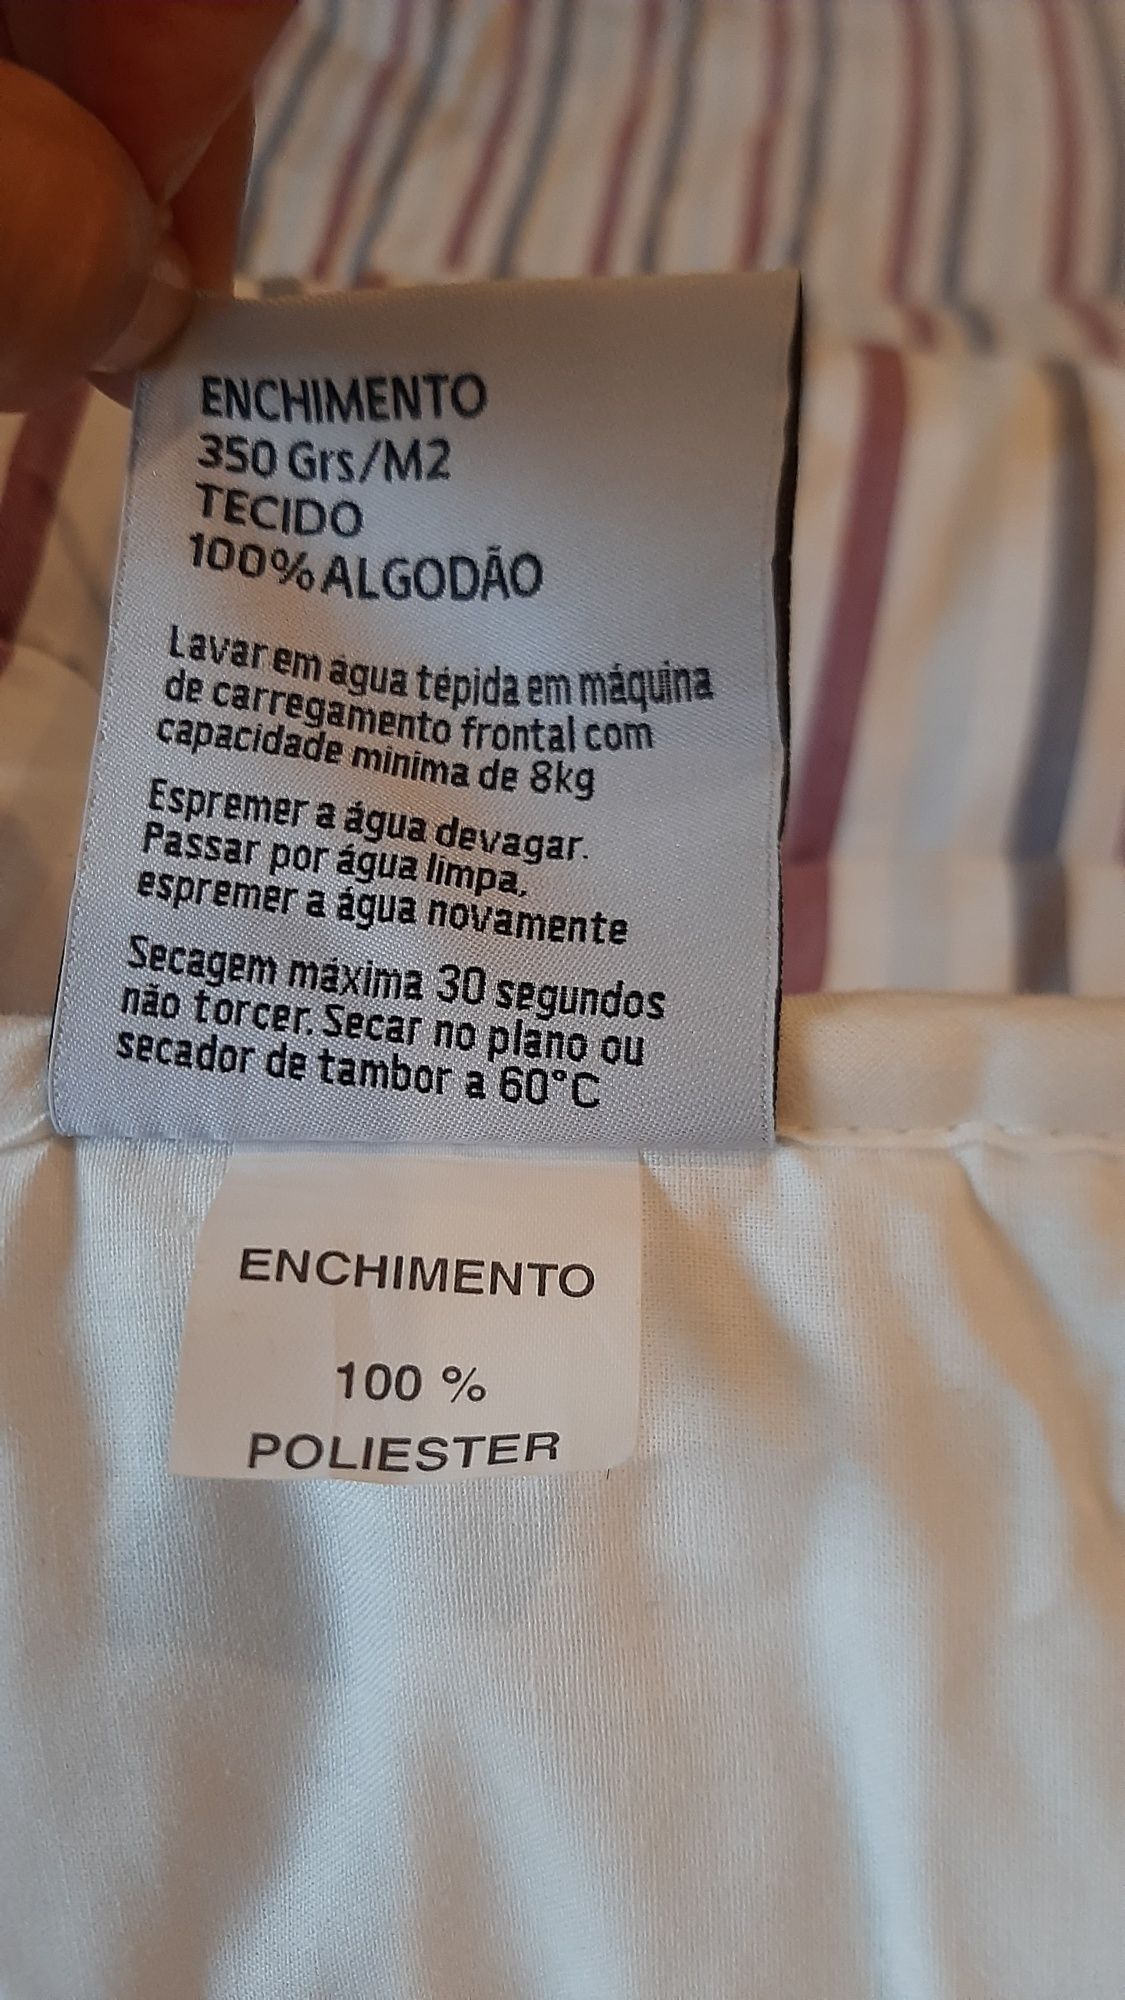 ENCHIMENTO
350 Grs/M2
TECIDO
100% ALGODÃO
Lavar em água tépida em máquina
de carregamento frontal com
capacidade minima de 8kg
Espremer a água devagar.
Passar por água limpa,
espremer a água novamente
Secagem máxima 30 segundos
não torcer. Secar no plano ou
secador de tambor a 60°C
ENCHIMENTO
100 %
POLIESTER